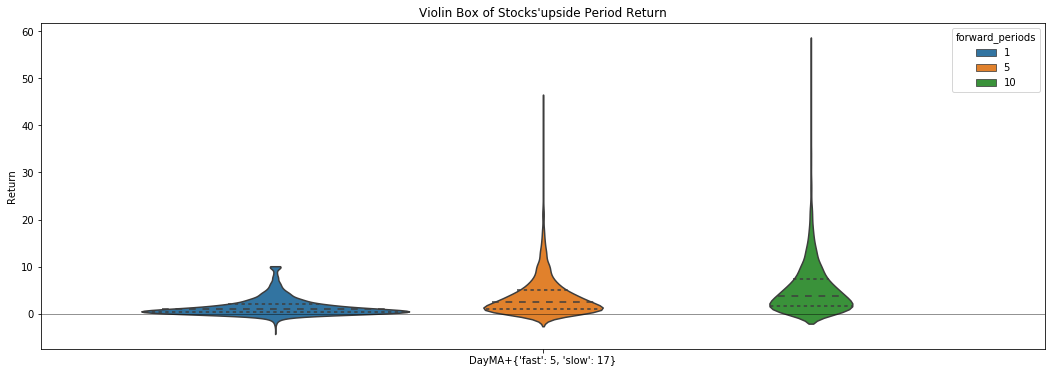 Violin Box of Stocks'upside Period Return
forward_periods
1
5
10
60
50
40
30
20
10
0
Return
DayMA+{'fast': 5, 'slow': 17}